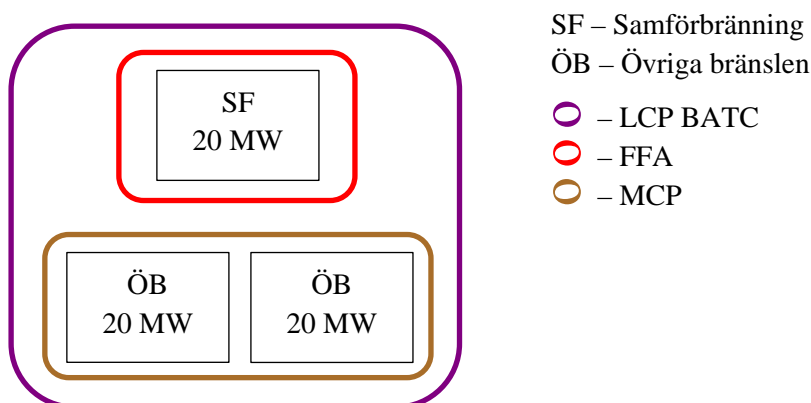 SF – Samförbränning
ÖB – Övriga bränslen
SF
20 MW
– LCP BATC
– FFA
– MCP
ÖB
20 MW
ÖB
20 MW